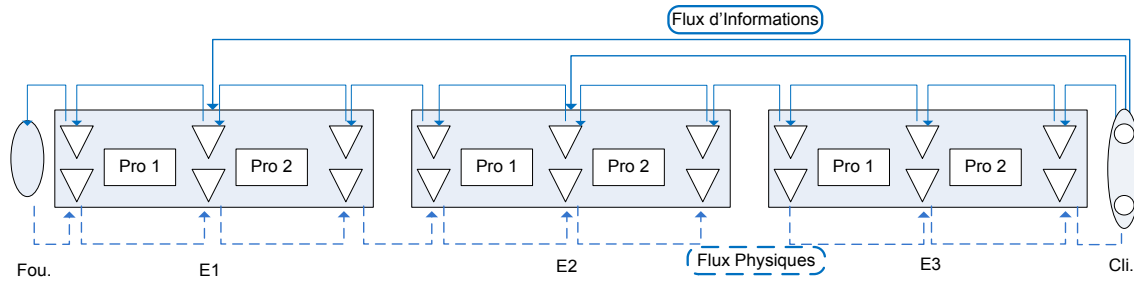 Flux d'Informations
Pro 1
Pro 2
Pro 1
Pro 2
Pro 1
Pro 2
Flux Physiques
Fou.
E1
E2
E3
Cli.